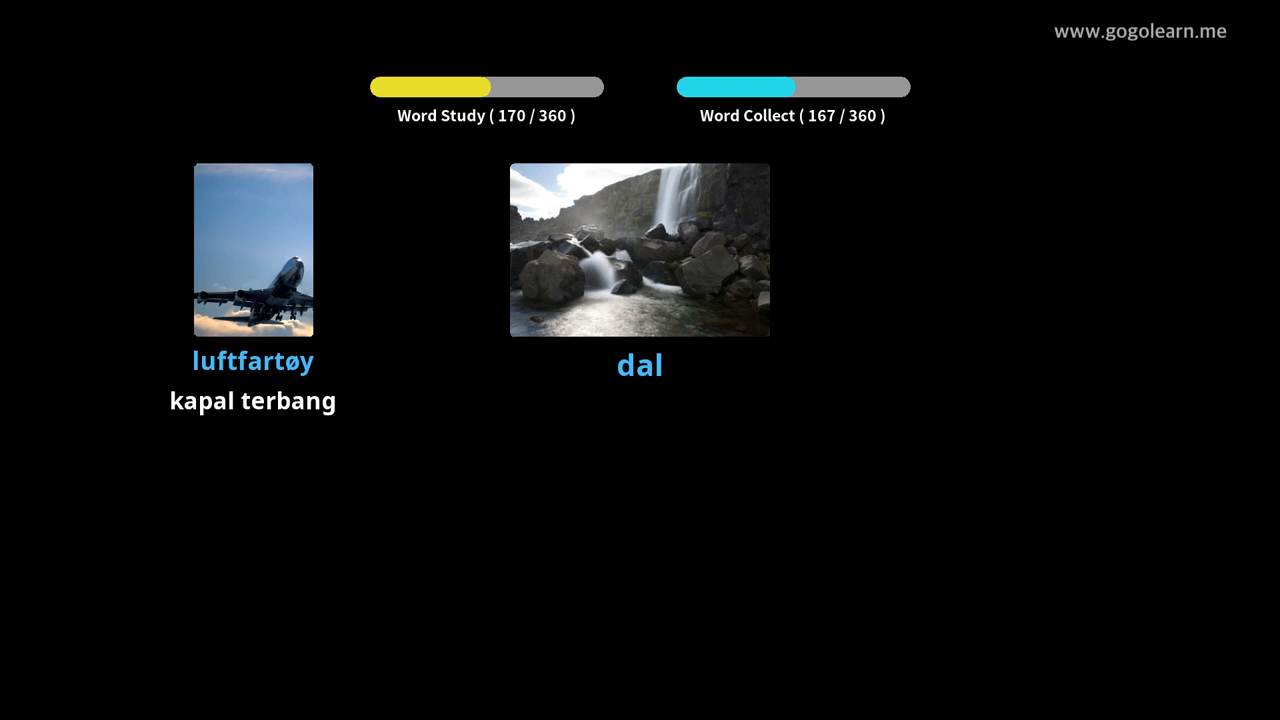 www.gogolearn.me
Word Study ( 170 / 360 )
Word Collect ( 167 / 360 )
luftfartøy
kapal terbang
dal